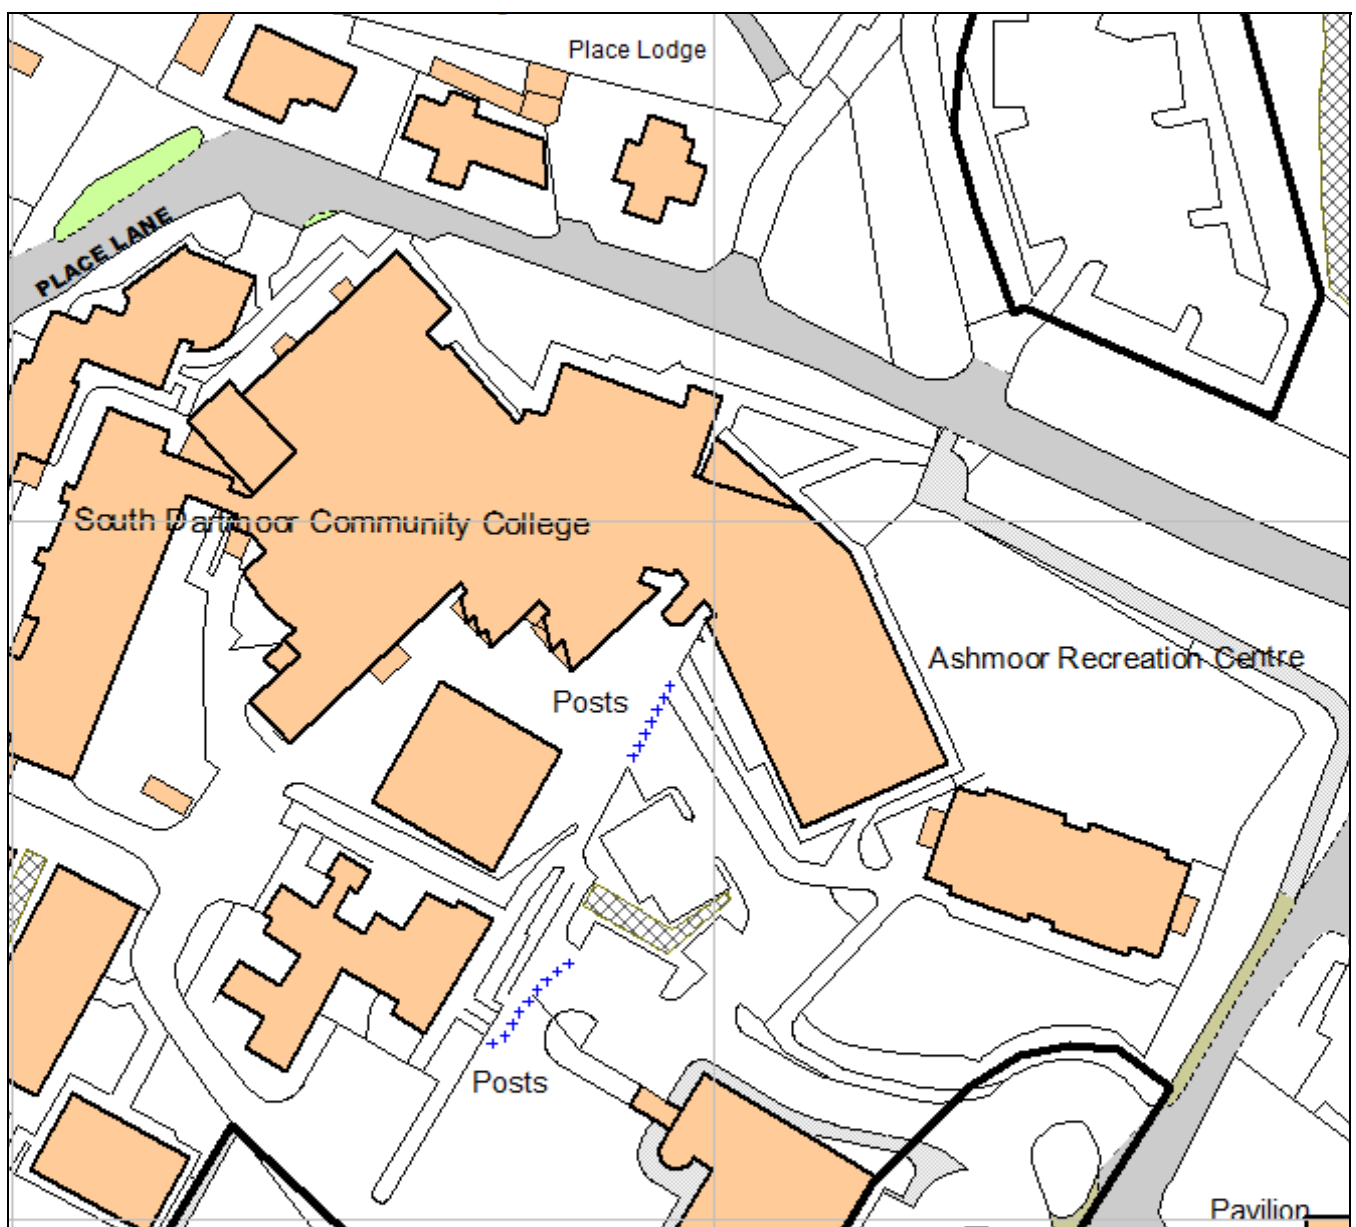 Place Lodge
PLACE LANE
South Dartmoor Community College
Ashmoor Recreation Centre
Posts
Posts
Pavilion